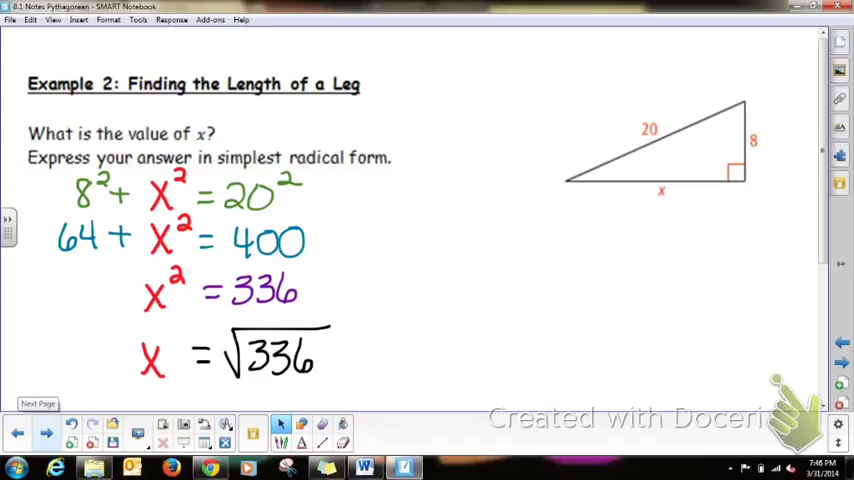 8.1 Notes Pythagorean - SMART Notebook
File Edit View Insert Format Tools Draw Response Add-ons Help
Example 2: Finding the Length of a Leg
What is the value of x?
Express your answer in simplest radical form.
20
8
x
8² + x² = 20²
64 + x² = 400
x² = 336
x = √336
Next Page
Created with Doceri
7:46 PM
3/31/2014